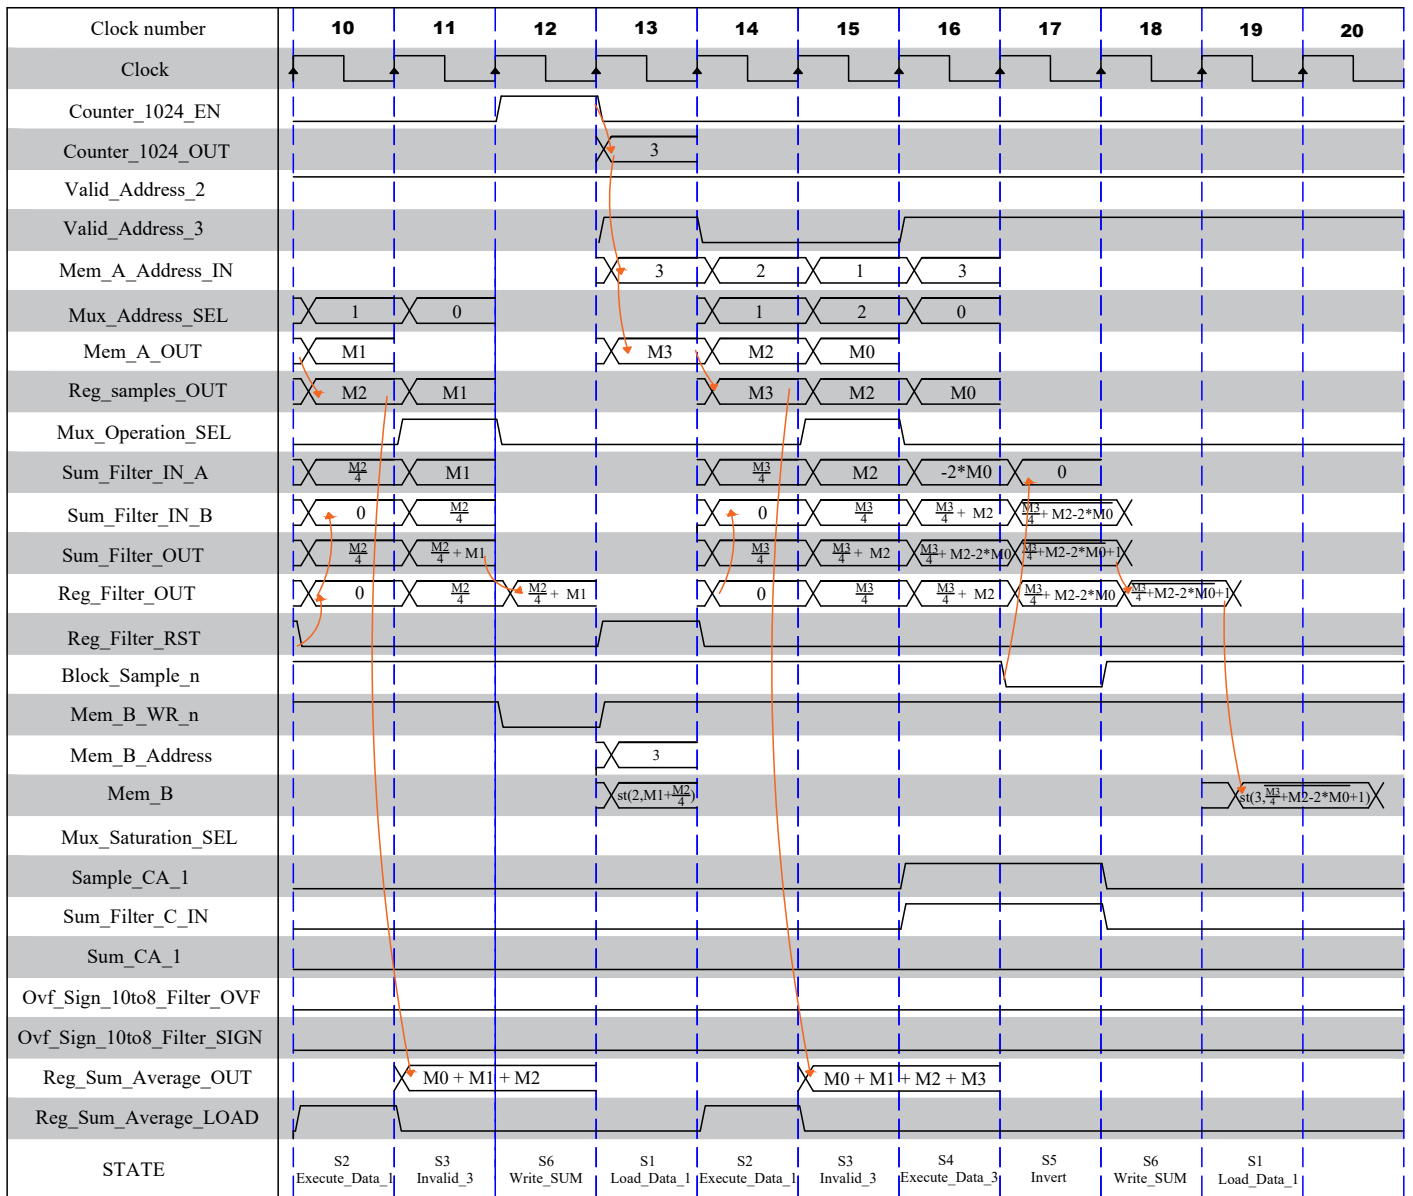 Clock number 10 11 12 13 14 15 16 17 18 19 20
Clock
Counter_1024_EN
Counter_1024_OUT 3
Valid_Address_2
Valid_Address_3
Mem_A_Address_IN 3 2 1 3
Mux_Address_SEL 1 0 1 2 0
Mem_A_OUT M1 M3 M2 M0
Reg_samples_OUT M2 M1 M3 M2 M0
Mux_Operation_SEL
Sum_Filter_IN_A M2/4 M1 M3/4 M2 -2*M0 0
Sum_Filter_IN_B 0 M2/4 0 M3/4 M3/4 + M2 M3/4+ M2-2*M0
Sum_Filter_OUT M2/4 M2/4 + M1 M3/4 M3/4 + M2 M3/4+ M2-2*M0 M3/4+M2-2*M0+1
Reg_Filter_OUT 0 M2/4 M2/4 + M1 0 M3/4 M3/4 + M2 M3/4+ M2-2*M0 M3/4+M2-2*M0+1
Reg_Filter_RST
Block_Sample_n
Mem_B_WR_n
Mem_B_Address 3
Mem_B st(2,M1+M2/4) st(3,M3/4+M2-2*M0+1)
Mux_Saturation_SEL
Sample_CA_1
Sum_Filter_C_IN
Sum_CA_1
Ovf_Sign_10to8_Filter_OVF
Ovf_Sign_10to8_Filter_SIGN
Reg_Sum_Average_OUT M0 + M1 + M2 M0 + M1 + M2 + M3
Reg_Sum_Average_LOAD
STATE
S2 S3 S6 S1 S2 S3 S4 S5 S6 S1
Execute_Data_1 Invalid_3 Write_SUM Load_Data_1 Execute_Data_1 Invalid_3 Execute_Data_3 Invert Write_SUM Load_Data_1